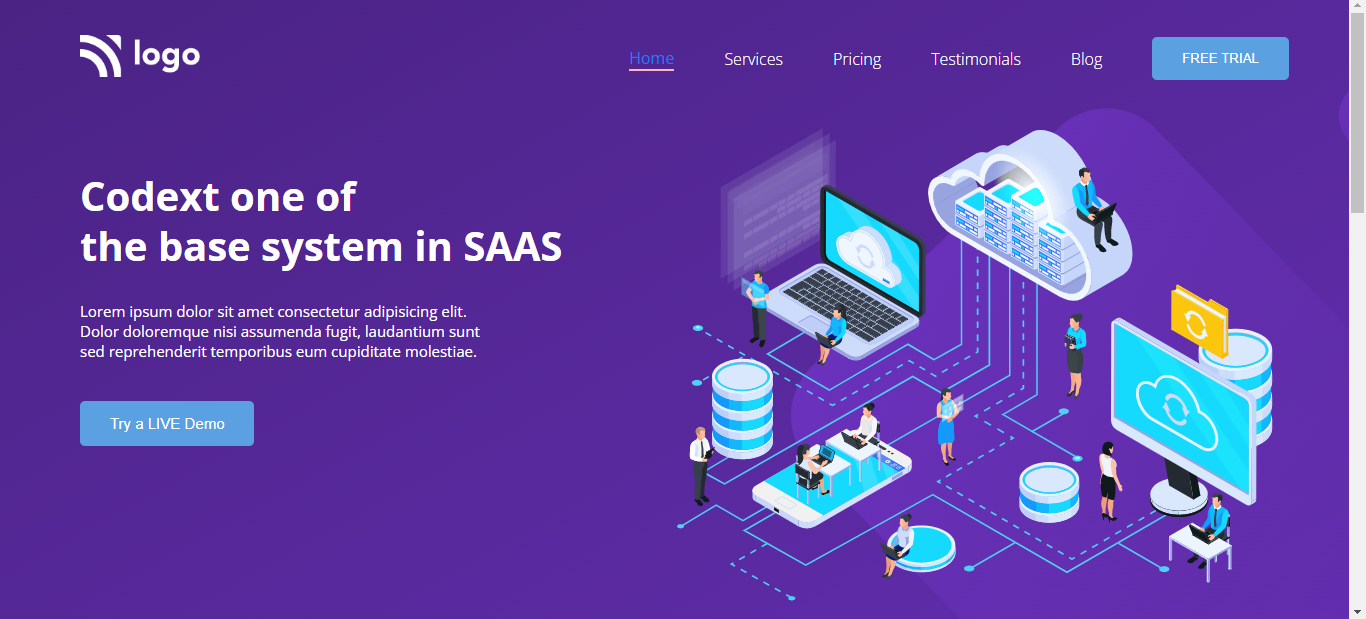 logo
Home
Services
Pricing
Testimonials
Blog
FREE TRIAL
Codext one of
the base system in SAAS
Lorem ipsum dolor sit amet consectetur adipisicing elit.
Dolor doloremque nisi assumenda fugit, laudantium sunt
sed reprehenderit temporibus eum cupiditate molestiae.
Try a LIVE Demo